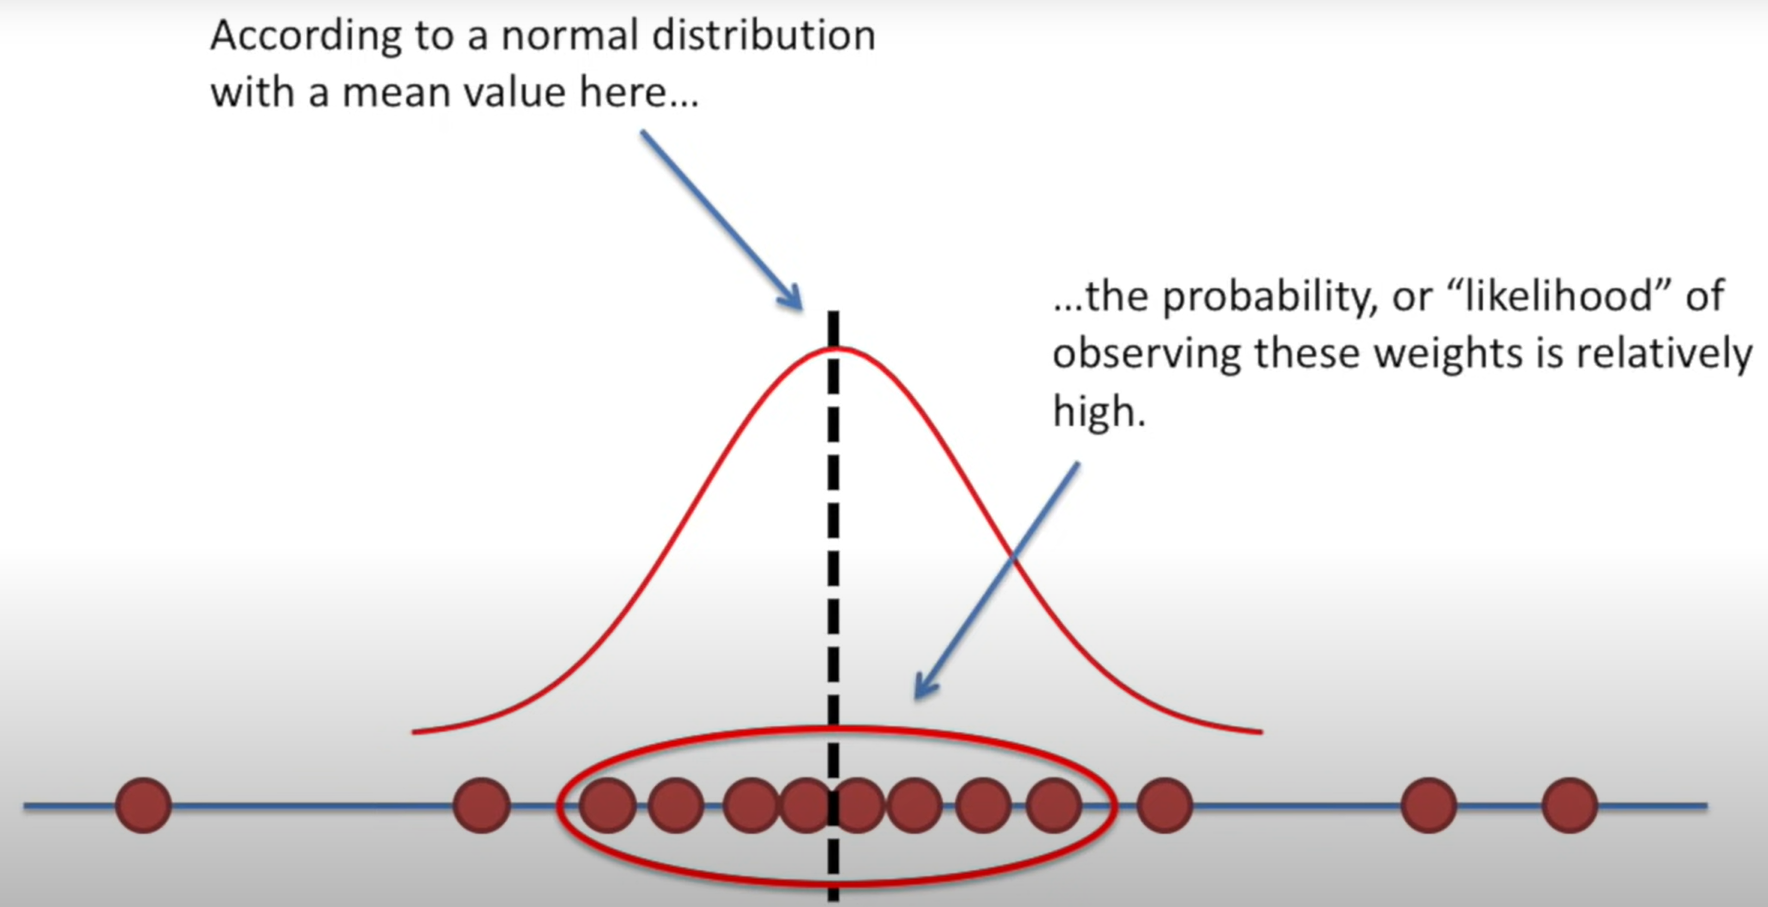 According to a normal distribution
with a mean value here...
...the probability, or “likelihood” of
observing these weights is relatively
high.